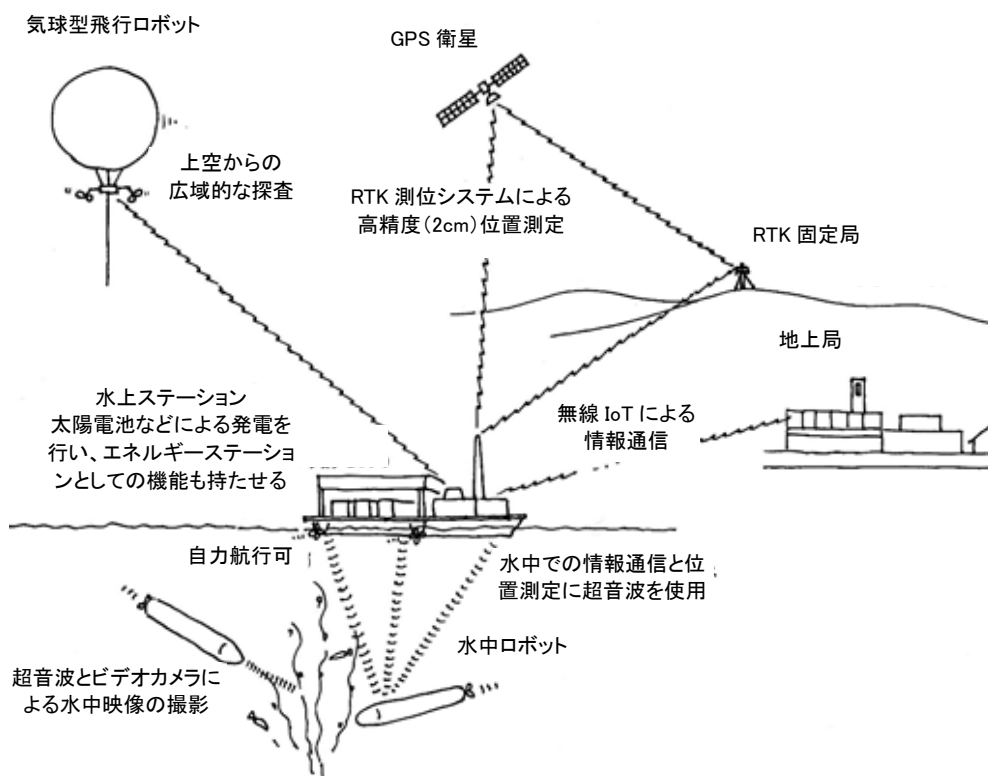 気球型飛行ロボット
GPS 衛星
上空からの
広域的な探査
RTK 測位システムによる
高精度(2cm)位置測定
RTK 固定局
地上局
水上ステーション
太陽電池などによる発電を
行い、エネルギーステーショ
ンとしての機能も持たせる
無線 IoT による
情報通信
自力航行可
水中での情報通信と位
置測定に超音波を使用
水中ロボット
超音波とビデオカメラに
よる水中映像の撮影